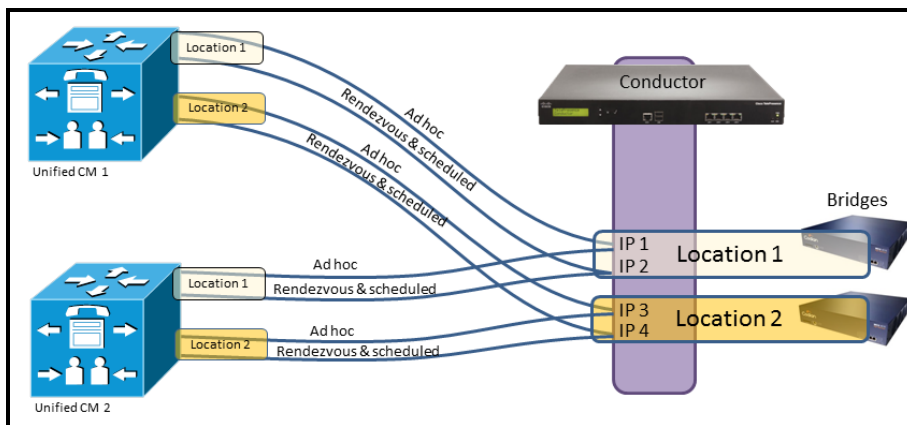 Location 1
Location 2
Unified CM 1
Ad hoc
Rendezvous & scheduled
Ad hoc
Rendezvous & scheduled
Conductor
Bridges
IP 1
IP 2
Location 1
IP 3
IP 4
Location 2
Location 1
Location 2
Ad hoc
Rendezvous & scheduled
Ad hoc
Rendezvous & scheduled
Unified CM 2